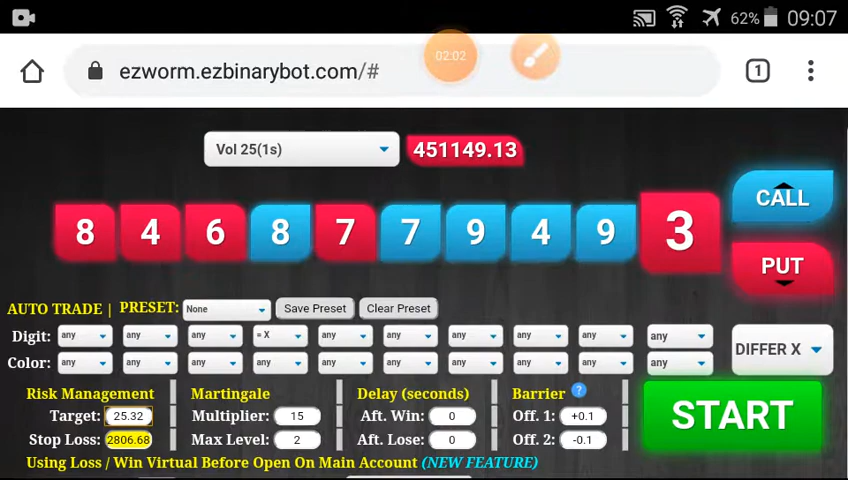 62% 09:07
ezworm.ezbinarybot.com/# 02:02 1
Vol 25(1s) 451149.13
CALL
8 4 6 8 7 7 9 4 9 3
PUT
AUTO TRADE | PRESET: None Save Preset Clear Preset
Digit: any any any = X any any any any any any
DIFFER X
Color: any any any any any any any any any any
Risk Management Martingale Delay (seconds) Barrier ?
Target: 25.32 Multiplier: 15 Aft. Win: 0 Off. 1: +0.1
START
Stop Loss: 2806.68 Max Level: 2 Aft. Lose: 0 Off. 2: -0.1
Using Loss / Win Virtual Before Open On Main Account (NEW FEATURE)